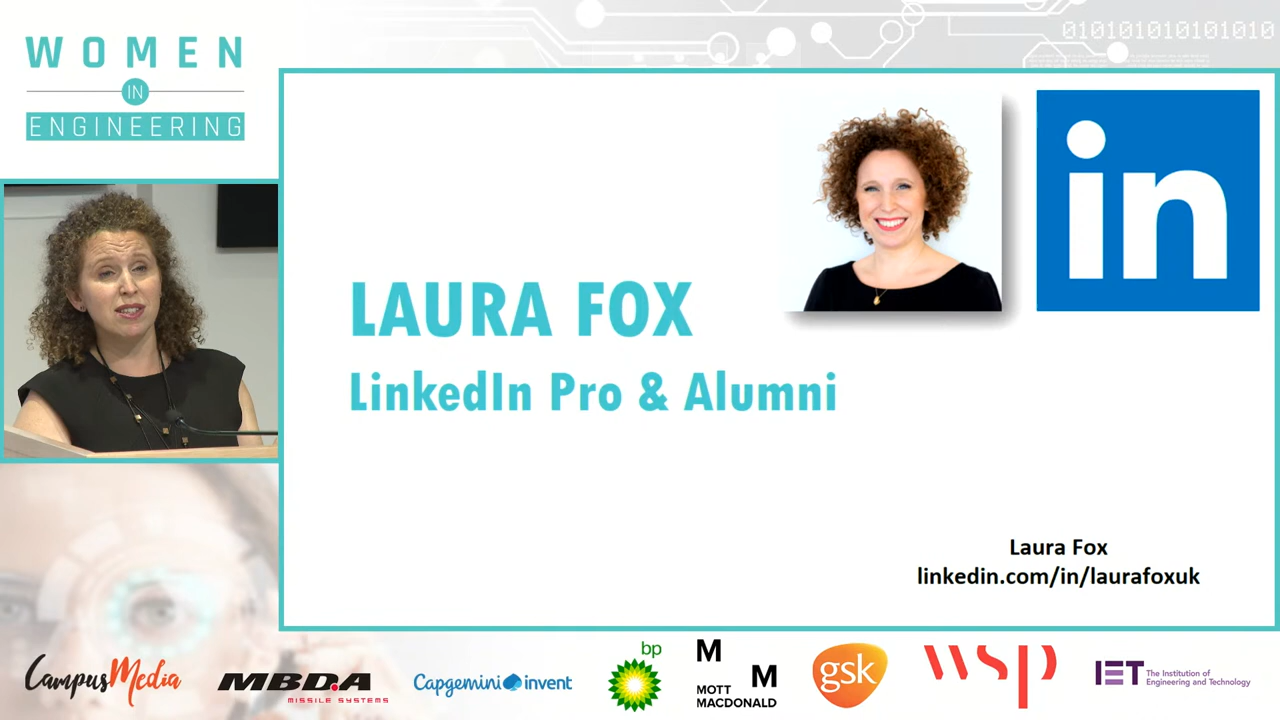 WOMEN
IN
ENGINEERING
010101010101010
in
LAURA FOX
LinkedIn Pro & Alumni
Laura Fox
linkedin.com/in/laurafoxuk
CampusMedia
MBDA
MISSILE SYSTEMS
Capgemini invent
bp
M
M
MOTT
MACDONALD
gsk
wsp
IET
The Institution of
Engineering and Technology